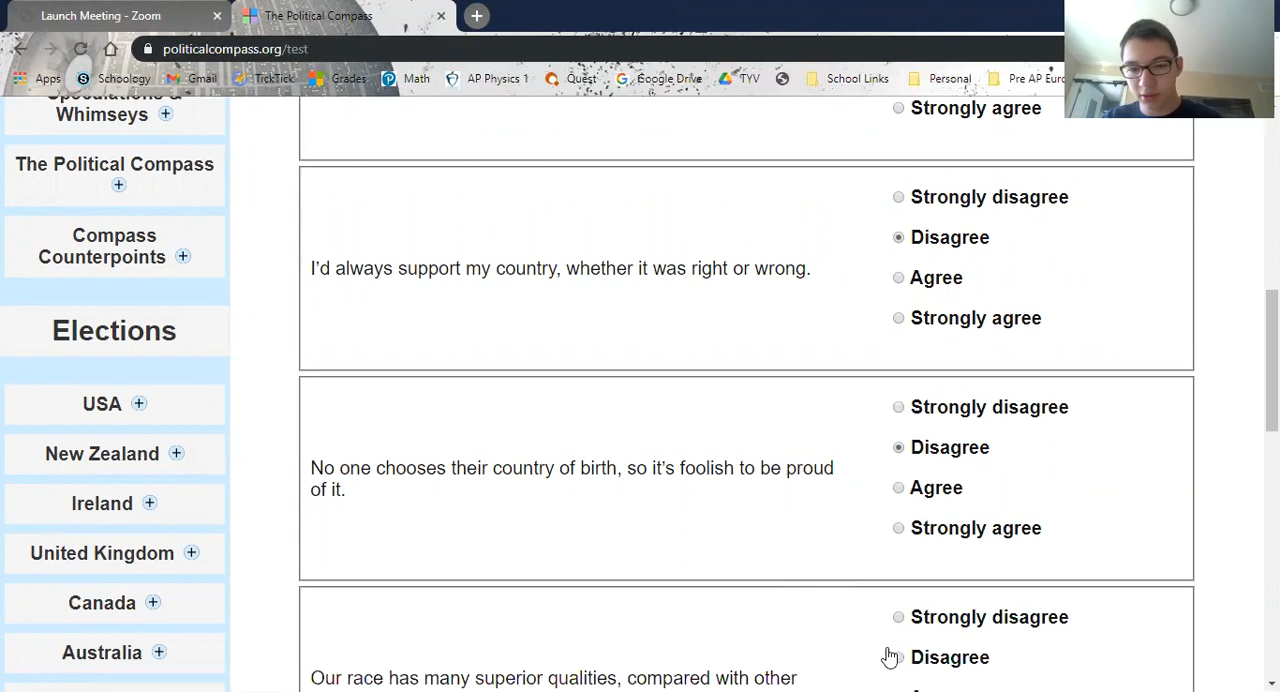 Launch Meeting - Zoom
The Political Compass
politicalcompass.org/test
Apps Schoology Gmail TickTick Grades Math AP Physics 1 Quest Google Drive TYV School Links Personal Pre AP Euro
Speculations &
Whimseys
The Political Compass
Compass
Counterpoints
Elections
USA
New Zealand
Ireland
United Kingdom
Canada
Australia
Strongly agree
I'd always support my country, whether it was right or wrong.
Strongly disagree
Disagree
Agree
Strongly agree
No one chooses their country of birth, so it's foolish to be proud
of it.
Strongly disagree
Disagree
Agree
Strongly agree
Our race has many superior qualities, compared with other
Strongly disagree
Disagree